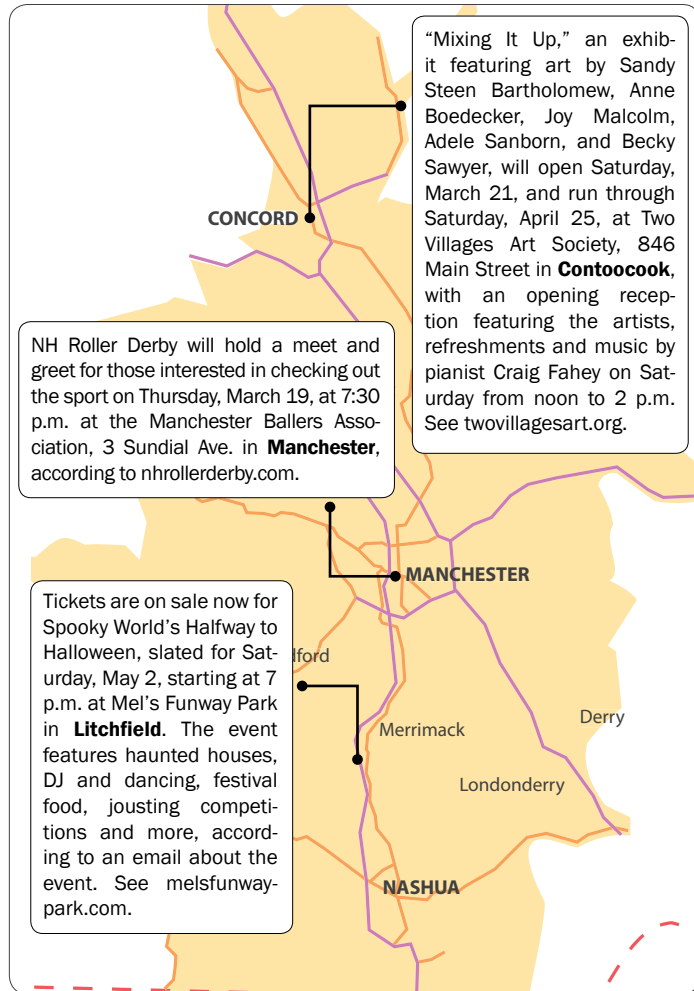 “Mixing It Up,” an exhib-
it featuring art by Sandy
Steen Bartholomew, Anne
Boedecker, Joy Malcolm,
Adele Sanborn, and Becky
Sawyer, will open Saturday,
March 21, and run through
Saturday, April 25, at Two
Villages Art Society, 846
Main Street in Contoocook,
with an opening recep-
tion featuring the artists,
refreshments and music by
pianist Craig Fahey on Sat-
urday from noon to 2 p.m.
See twovillagesart.org.
CONCORD
NH Roller Derby will hold a meet and
greet for those interested in checking out
the sport on Thursday, March 19, at 7:30
p.m. at the Manchester Ballers Asso-
ciation, 3 Sundial Ave. in Manchester,
according to nhrollerderby.com.
MANCHESTER
Tickets are on sale now for
Spooky World’s Halfway to
Halloween, slated for Sat-
urday, May 2, starting at 7
p.m. at Mel’s Funway Park
in Litchfield. The event
features haunted houses,
DJ and dancing, festival
food, jousting competi-
tions and more, accord-
ing to an email about the
event. See melsfunway-
park.com.
dford
Merrimack
Derry
Londonderry
NASHUA